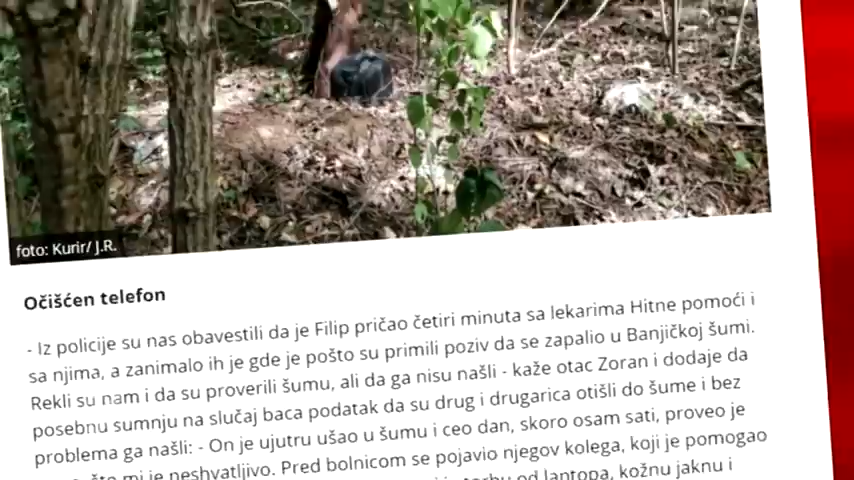 foto: Kurir/ J.R.
Očišćen telefon
- Iz policije su nas obavestili da je Filip pričao četiri minuta sa lekarima Hitne pomoći i
sa njima, a zanimalo ih je gde je pošto su primili poziv da se zapalio u Banjičkoj šumi.
Rekli su nam i da su proverili šumu, ali da ga nisu našli - kaže otac Zoran i dodaje da
posebnu sumnju na slučaj baca podatak da su drug i drugarica otišli do šume i bez
problema ga našli: - On je ujutru ušao u šumu i ceo dan, skoro osam sati, proveo je
što mi je neshvatljivo. Pred bolnicom se pojavio njegov kolega, koji je pomogao
od laptopa, kožnu jaknu i